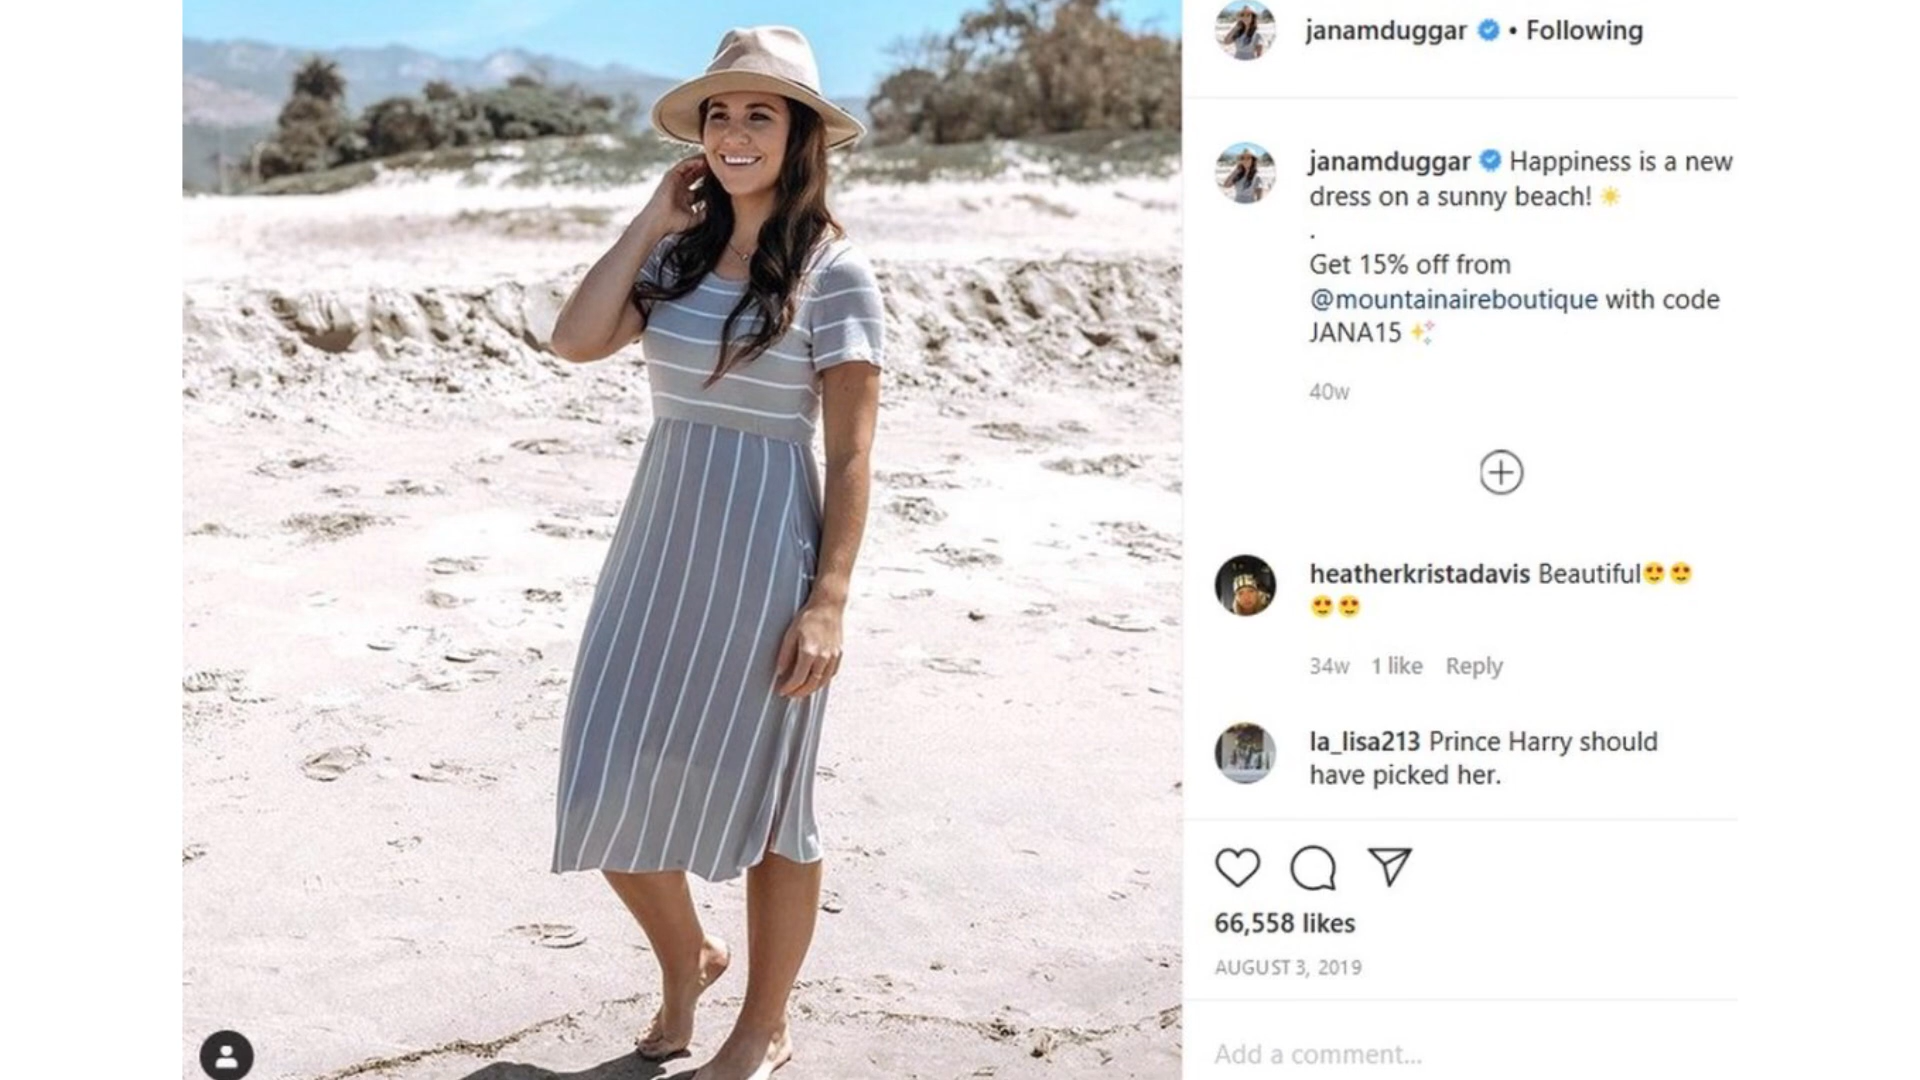 janamduggar • Following
janamduggar Happiness is a new
dress on a sunny beach! ☀️
.
Get 15% off from
@mountainaireboutique with code
JANA15 ✨
40w
heatherkristadavis Beautiful😍😍
😍😍
34w 1 like Reply
la_lisa213 Prince Harry should
have picked her.
66,558 likes
AUGUST 3, 2019
Add a comment...